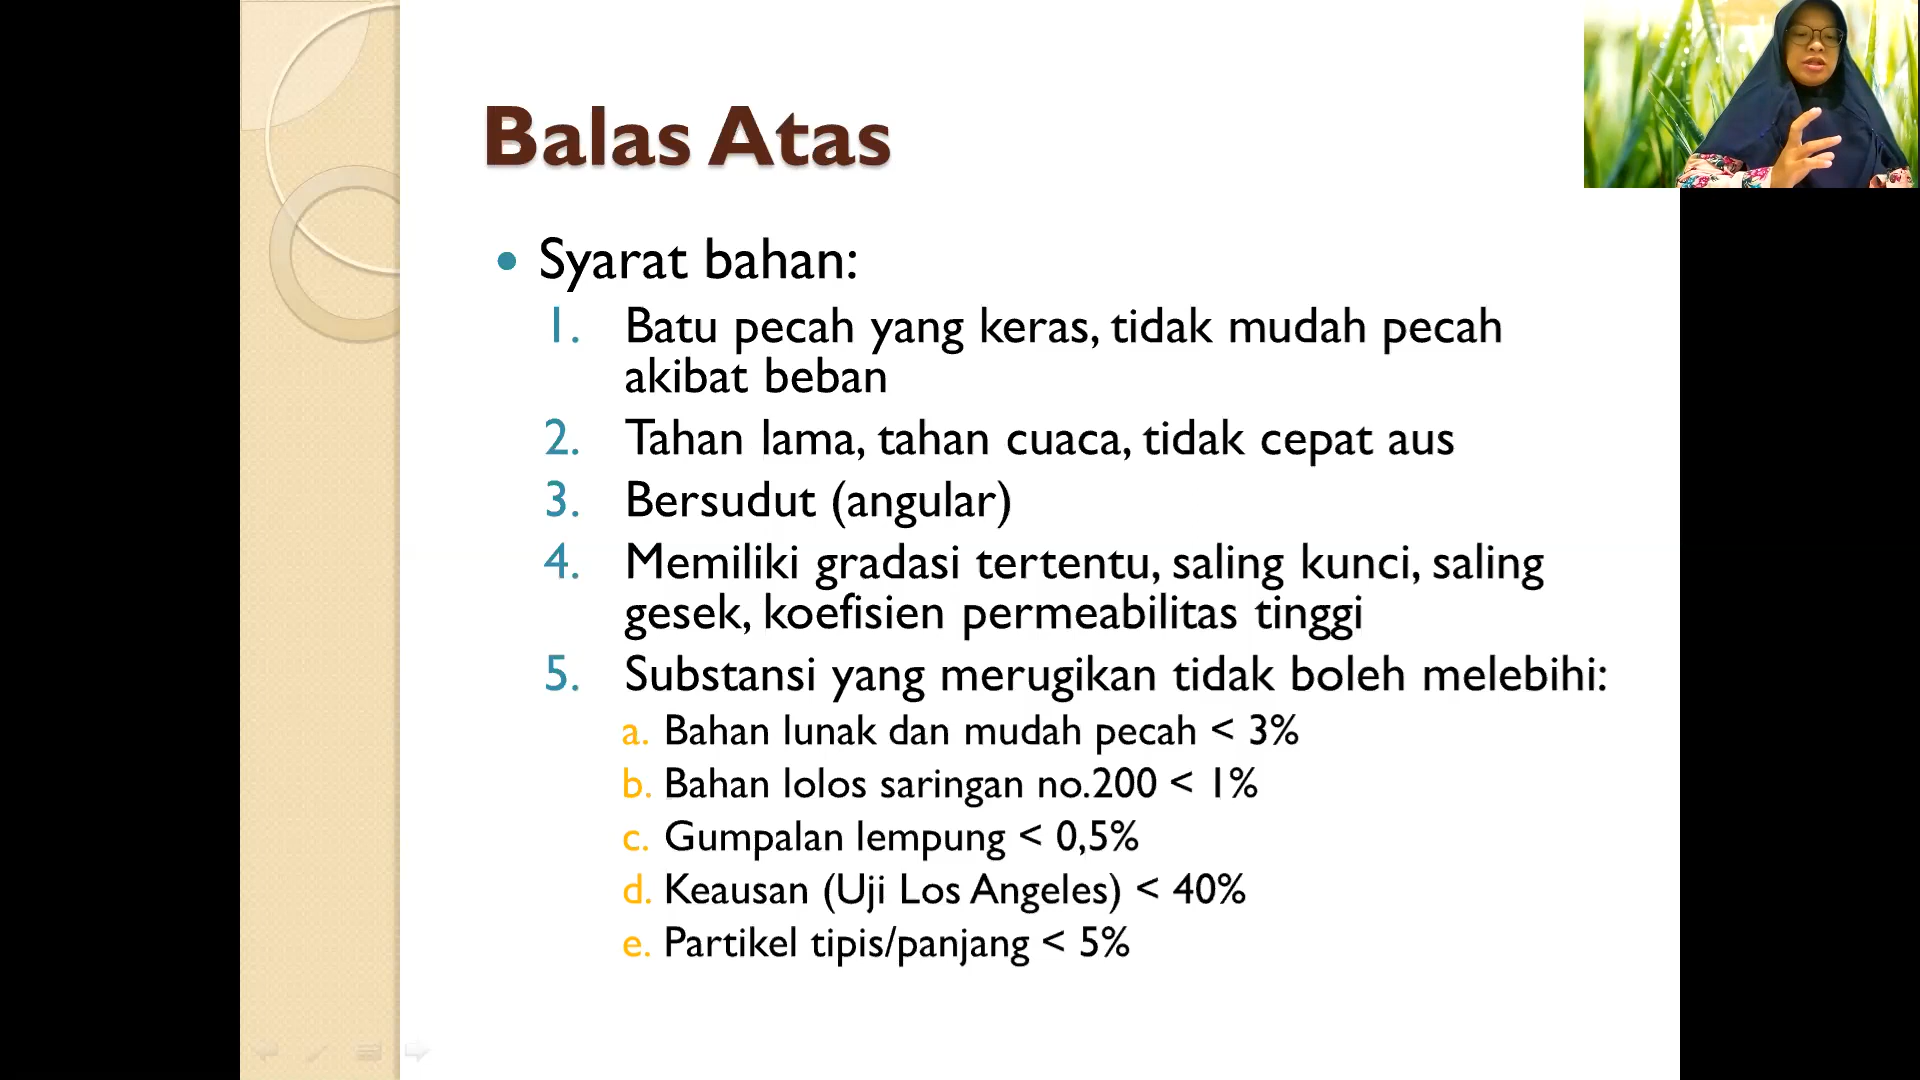 Balas Atas
• Syarat bahan:
1. Batu pecah yang keras, tidak mudah pecah
akibat beban
2. Tahan lama, tahan cuaca, tidak cepat aus
3. Bersudut (angular)
4. Memiliki gradasi tertentu, saling kunci, saling
gesek, koefisien permeabilitas tinggi
5. Substansi yang merugikan tidak boleh melebihi:
a. Bahan lunak dan mudah pecah < 3%
b. Bahan lolos saringan no.200 < 1%
c. Gumpalan lempung < 0,5%
d. Keausan (Uji Los Angeles) < 40%
e. Partikel tipis/panjang < 5%